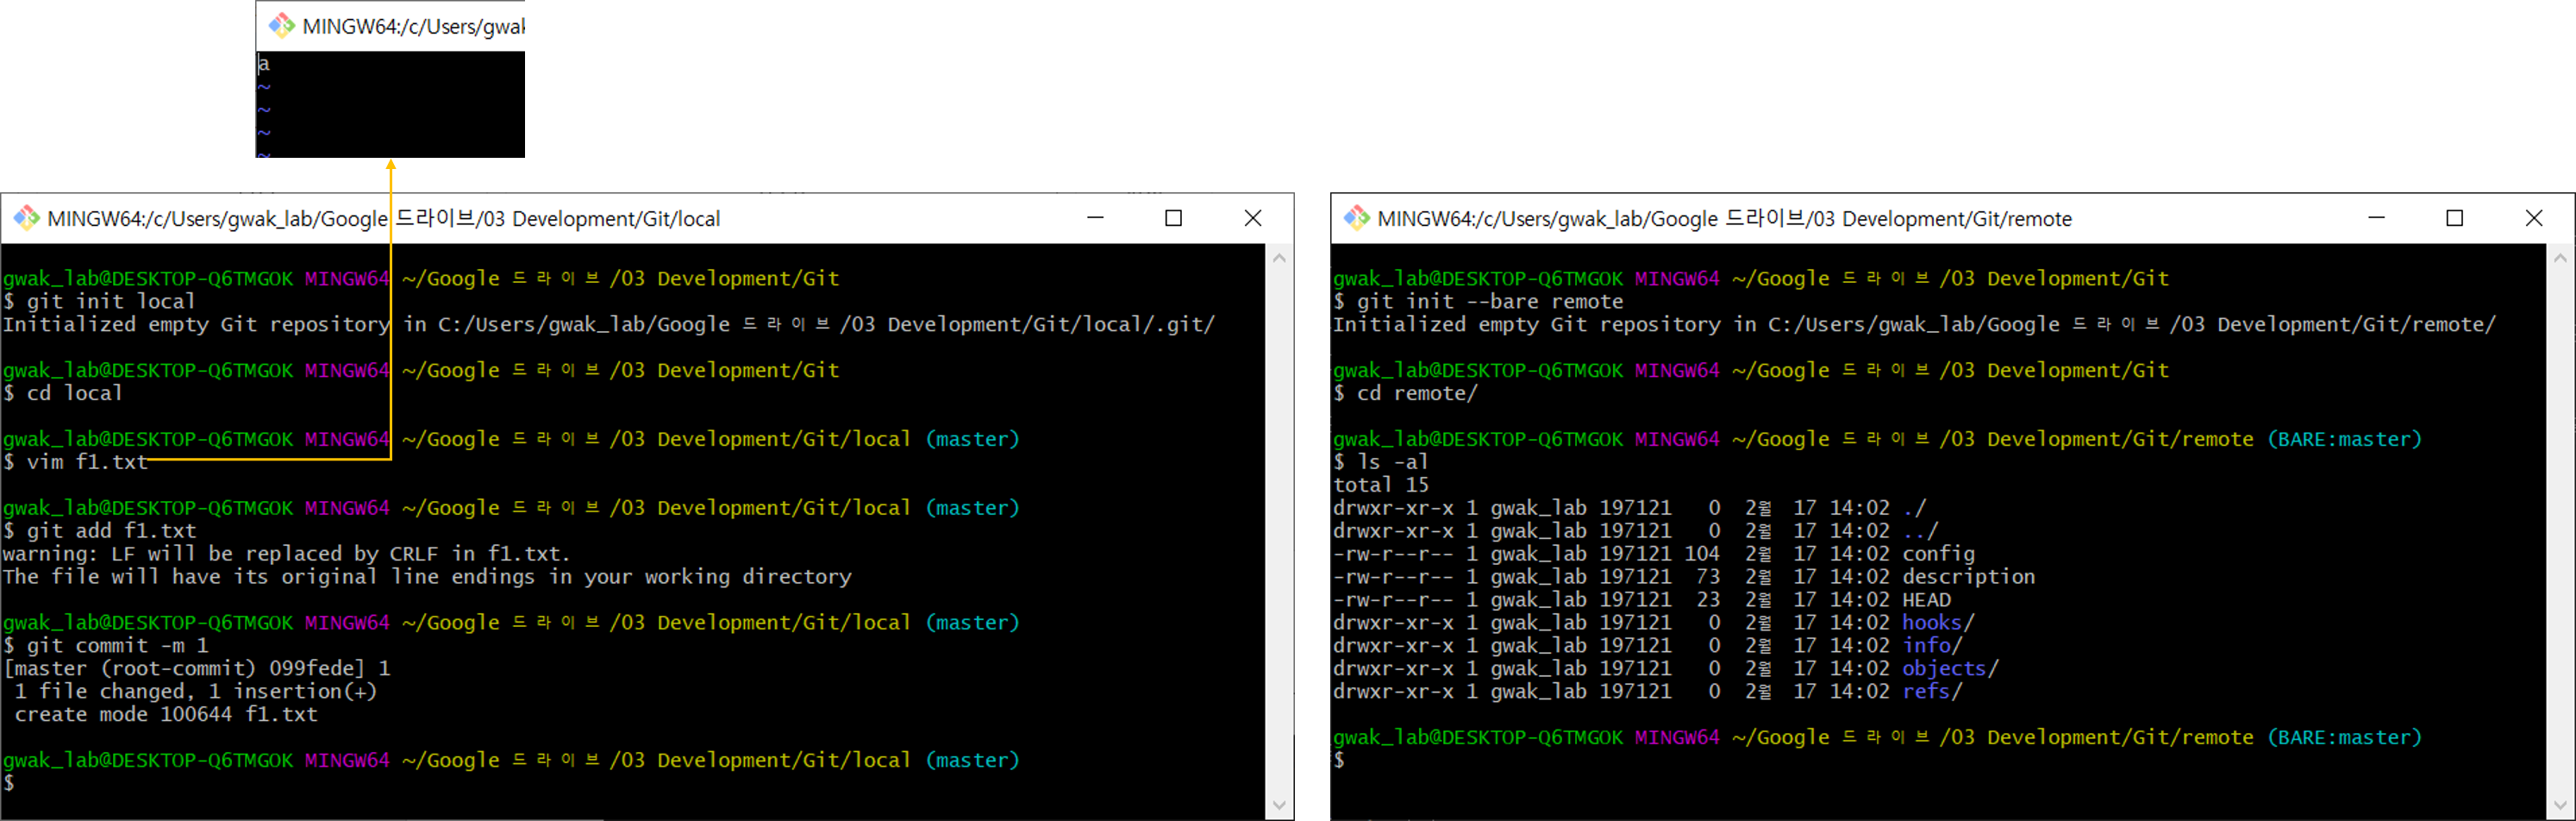 MINGW64:/c/Users/gwak
a
~
~
~
~
MINGW64:/c/Users/gwak_lab/Google 드라이브/03 Development/Git/local
gwak_lab@DESKTOP-Q6TMGOK MINGW64 ~/Google 드라이브/03 Development/Git
$ git init local
Initialized empty Git repository in C:/Users/gwak_lab/Google 드라이브/03 Development/Git/local/.git/
gwak_lab@DESKTOP-Q6TMGOK MINGW64 ~/Google 드라이브/03 Development/Git
$ cd local
gwak_lab@DESKTOP-Q6TMGOK MINGW64 ~/Google 드라이브/03 Development/Git/local (master)
$ vim f1.txt
gwak_lab@DESKTOP-Q6TMGOK MINGW64 ~/Google 드라이브/03 Development/Git/local (master)
$ git add f1.txt
warning: LF will be replaced by CRLF in f1.txt.
The file will have its original line endings in your working directory
gwak_lab@DESKTOP-Q6TMGOK MINGW64 ~/Google 드라이브/03 Development/Git/local (master)
$ git commit -m 1
[master (root-commit) 099fede] 1
1 file changed, 1 insertion(+)
create mode 100644 f1.txt
gwak_lab@DESKTOP-Q6TMGOK MINGW64 ~/Google 드라이브/03 Development/Git/local (master)
$
MINGW64:/c/Users/gwak_lab/Google 드라이브/03 Development/Git/remote
gwak_lab@DESKTOP-Q6TMGOK MINGW64 ~/Google 드라이브/03 Development/Git
$ git init --bare remote
Initialized empty Git repository in C:/Users/gwak_lab/Google 드라이브/03 Development/Git/remote/
gwak_lab@DESKTOP-Q6TMGOK MINGW64 ~/Google 드라이브/03 Development/Git
$ cd remote/
gwak_lab@DESKTOP-Q6TMGOK MINGW64 ~/Google 드라이브/03 Development/Git/remote (BARE:master)
$ ls -al
total 15
drwxr-xr-x 1 gwak_lab 197121 0 2월 17 14:02 ./
drwxr-xr-x 1 gwak_lab 197121 0 2월 17 14:02 ../
-rw-r--r-- 1 gwak_lab 197121 104 2월 17 14:02 config
-rw-r--r-- 1 gwak_lab 197121 73 2월 17 14:02 description
-rw-r--r-- 1 gwak_lab 197121 23 2월 17 14:02 HEAD
drwxr-xr-x 1 gwak_lab 197121 0 2월 17 14:02 hooks/
drwxr-xr-x 1 gwak_lab 197121 0 2월 17 14:02 info/
drwxr-xr-x 1 gwak_lab 197121 0 2월 17 14:02 objects/
drwxr-xr-x 1 gwak_lab 197121 0 2월 17 14:02 refs/
gwak_lab@DESKTOP-Q6TMGOK MINGW64 ~/Google 드라이브/03 Development/Git/remote (BARE:master)
$